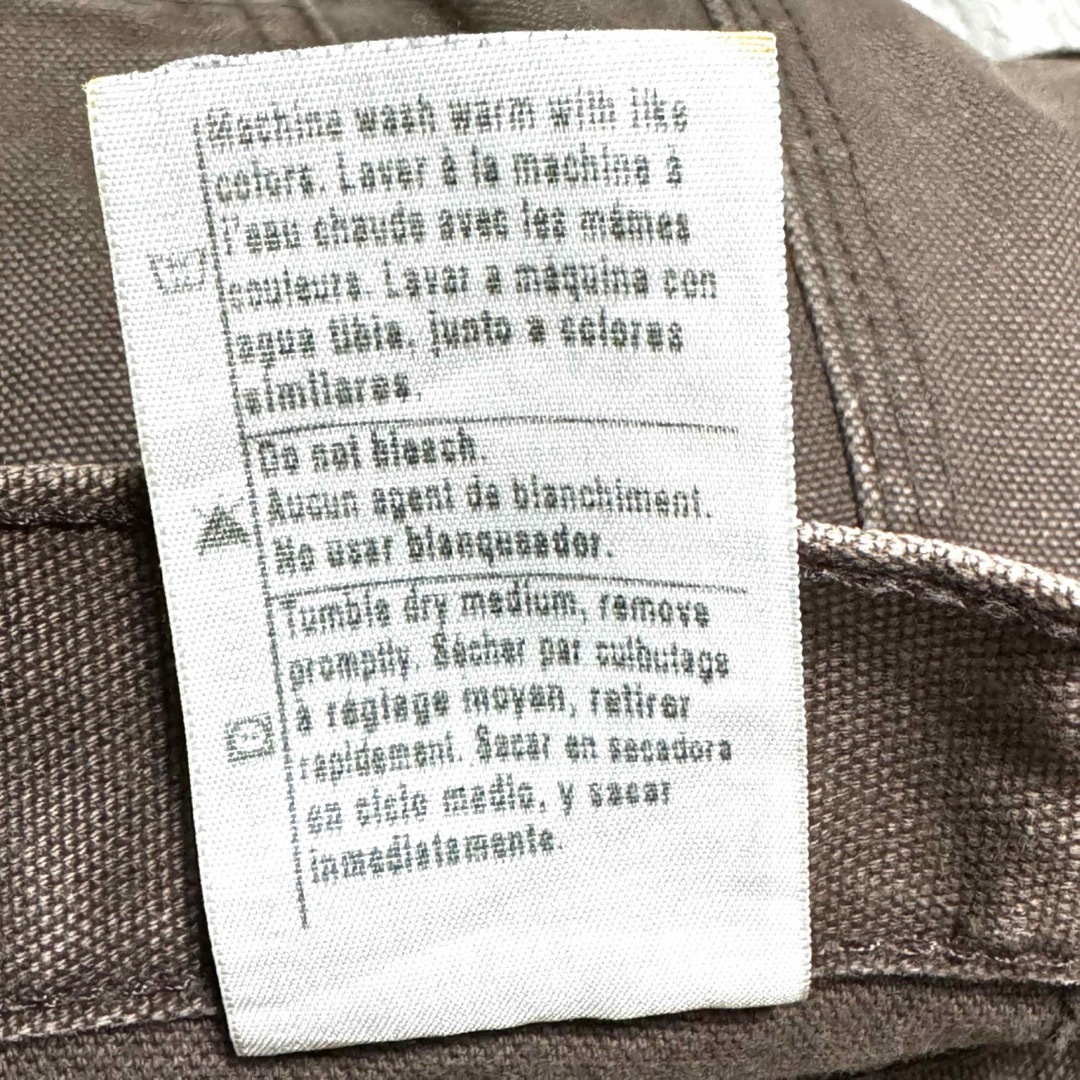 Machine wash warm with like
colors. Laver à la machine à
l'eau chaude avec les mêmes
couleurs. Lavar a maquina con
agua tibia, junto a colores
similares.
Do not bleach.
Aucun agent de blanchiment.
No usar blanqueador.
Tumble dry medium, remove
promptly. Sécher par culbutage
à réglage moyen, retirer
rapidement. Sacar en secadora
en ciclo medio, y sacar
inmediatamente.